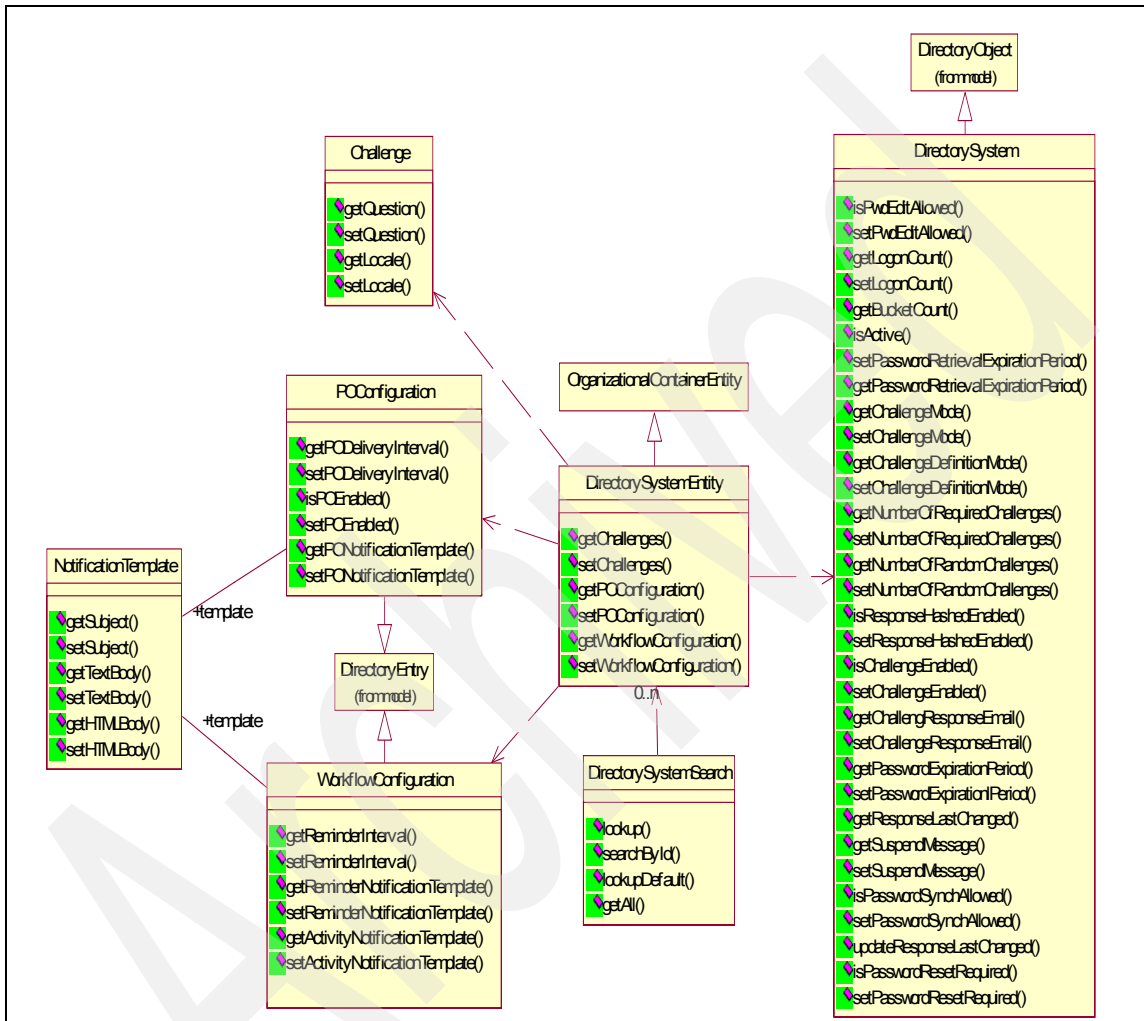 DirectoryObject
(from model)
DirectorySystem
isPwdEditAllowed()
setPwdEditAllowed()
getLogonCount()
setLogonCount()
getBucketCount()
isActive()
setPasswordRetrievalExpirationPeriod()
getPasswordRetrievalExpirationPeriod()
getChallengeMode()
setChallengeMode()
getChallengeDefinitionMode()
setChallengeDefinitionMode()
getNumberOfRequiredChallenges()
setNumberOfRequiredChallenges()
getNumberOfRandomChallenges()
setNumberOfRandomChallenges()
isResponseHashedEnabled()
setResponseHashedEnabled()
isChallengeEnabled()
setChallengeEnabled()
getChallengResponseEmail()
setChallengeResponseEmail()
getPasswordExpirationPeriod()
setPasswordExpirationlPeriod()
getResponseLastChanged()
getSuspendMessage()
setSuspendMessage()
isPasswordSynchAllowed()
setPasswordSynchAllowed()
updateResponseLastChanged()
isPasswordResetRequired()
setPasswordResetRequired()
Challenge
getQuestion()
setQuestion()
getLocale()
setLocale()
OrganizationalContainerEntity
POConfiguration
getPODeliveryInterval()
setPODeliveryInterval()
isPOEnabled()
setPOEnabled()
getPONotificationTemplate()
setPONotificationTemplate()
DirectorySystemEntity
getChallenges()
setChallenges()
getPOConfiguration()
setPOConfiguration()
getWorkflowConfiguration()
setWorkflowConfiguration()
0..n
NotificationTemplate
getSubject()
setSubject()
getTextBody()
setTextBody()
getHTMLBody()
setHTMLBody()
+template
+template
DirectoryEntry
(from model)
WorkflowConfiguration
getReminderInterval()
setReminderInterval()
getReminderNotificationTemplate()
setReminderNotificationTemplate()
getActivityNotificationTemplate()
setActivityNotificationTemplate()
DirectorySystemSearch
lookup()
searchById()
lookupDefault()
getAll()
Archived